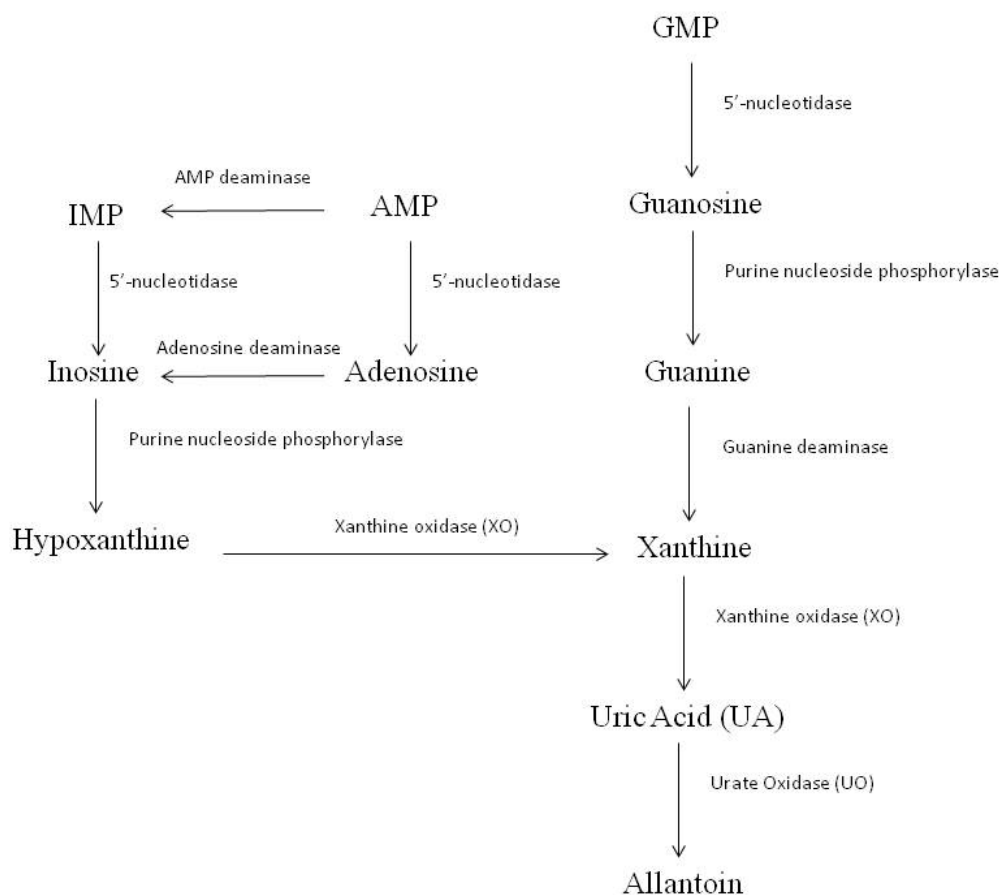 GMP
5′-nucleotidase
AMP deaminase
IMP
AMP
Guanosine
5′-nucleotidase
5′-nucleotidase
Purine nucleoside phosphorylase
Inosine
Adenosine deaminase
Adenosine
Guanine
Purine nucleoside phosphorylase
Guanine deaminase
Hypoxanthine
Xanthine oxidase (XO)
Xanthine
Xanthine oxidase (XO)
Uric Acid (UA)
Urate Oxidase (UO)
Allantoin